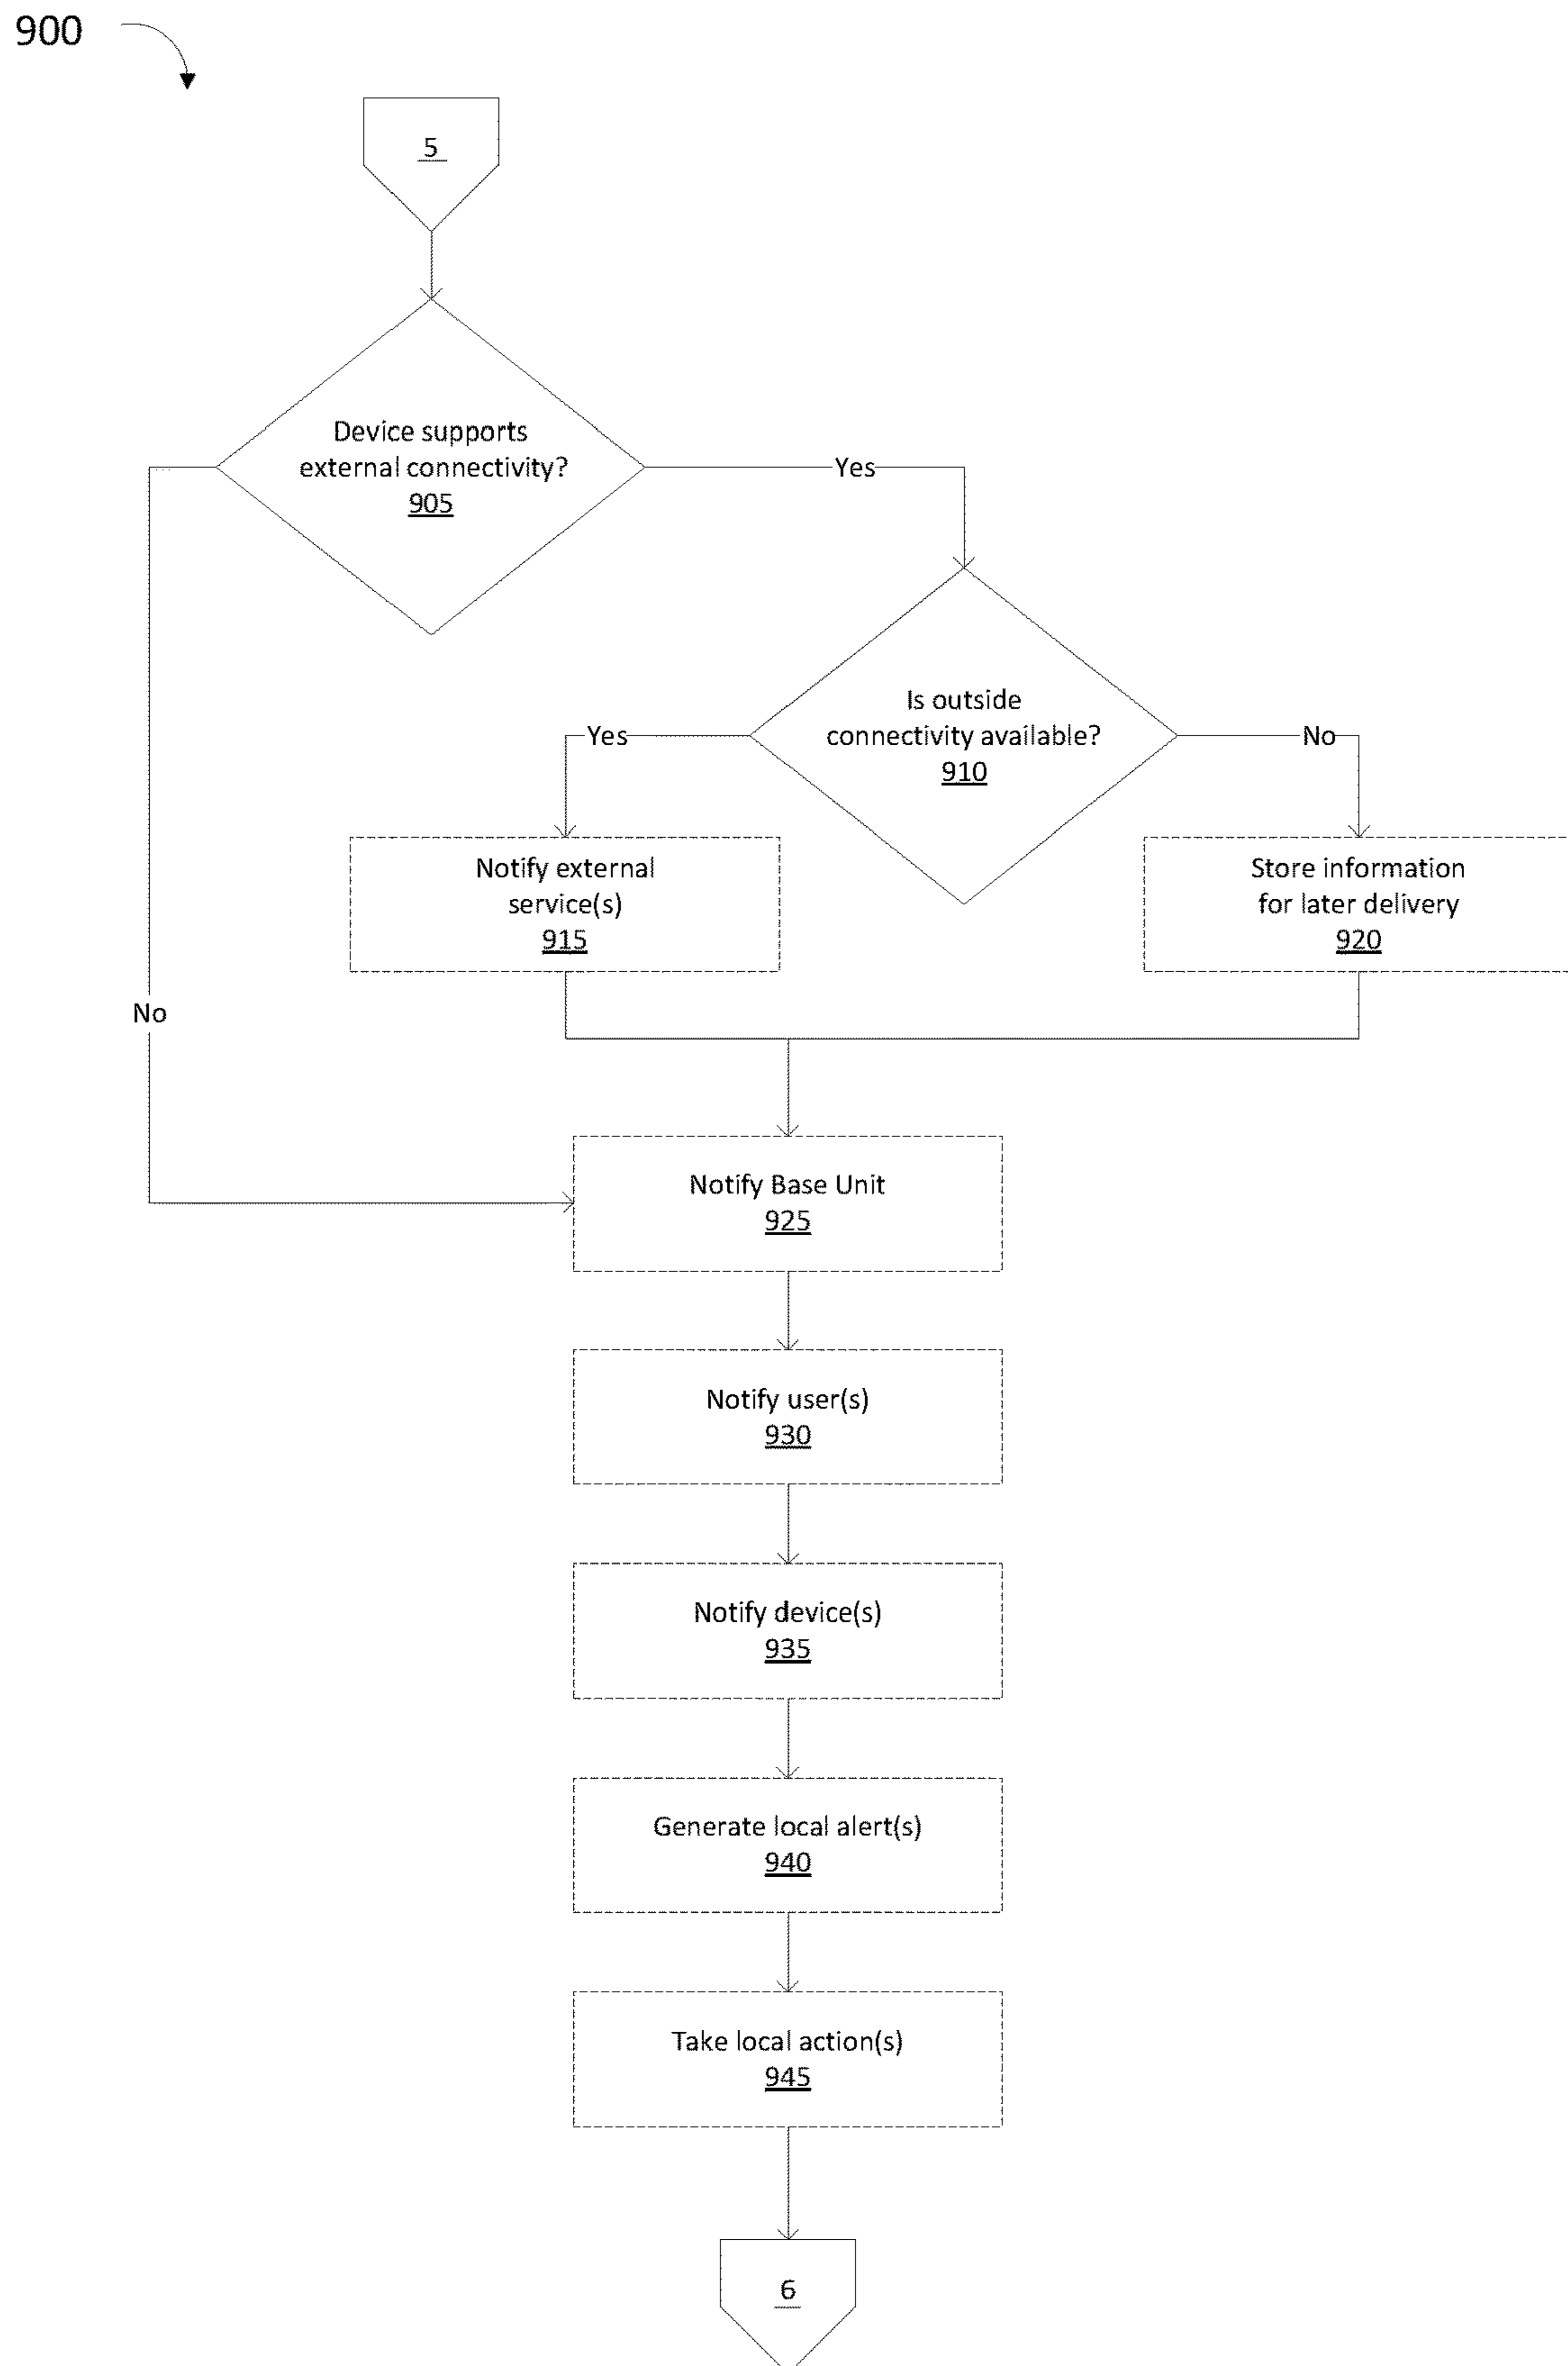 900
5
Device supports
external connectivity?
905
Yes
Is outside
connectivity available?
910
Yes
No
Notify external
service(s)
915
Store information
for later delivery
920
No
Notify Base Unit
925
Notify user(s)
930
Notify device(s)
935
Generate local alert(s)
940
Take local action(s)
945
6